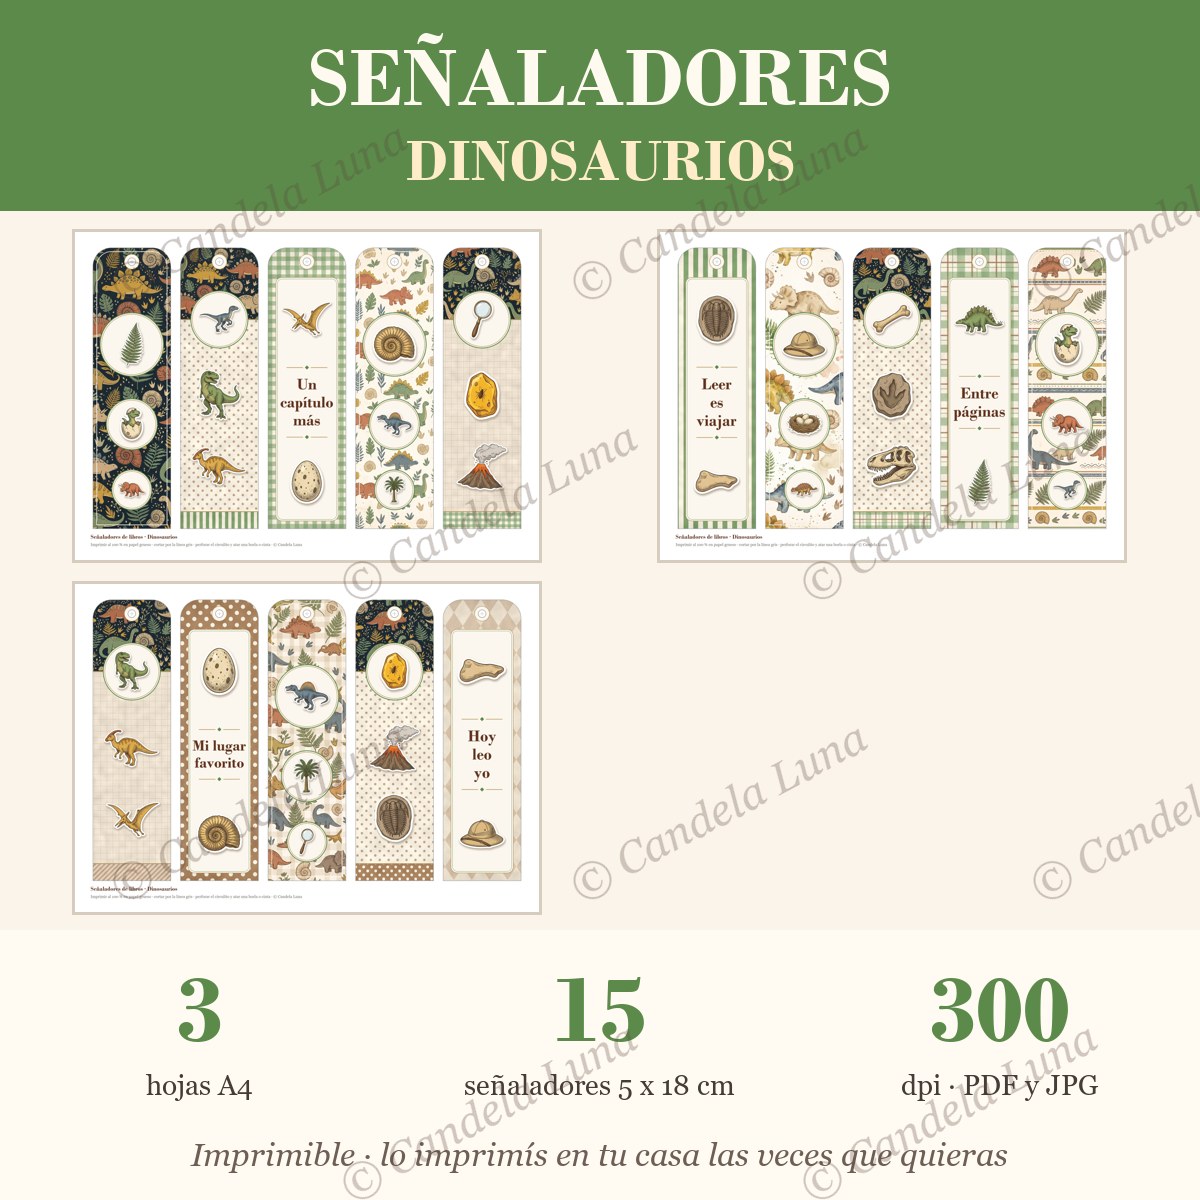 SEÑALADORES
DINOSAURIOS
Un
capítulo
más
Señaladores de libros · Dinosaurios
Leer
es
viajar
Entre
páginas
Señaladores de libros · Dinosaurios
Mi lugar
favorito
Hoy
leo
yo
Señaladores de libros · Dinosaurios
3
hojas A4
15
señaladores 5 x 18 cm
300
dpi · PDF y JPG
Imprimible · lo imprimís en tu casa las veces que quieras
© Candela Luna